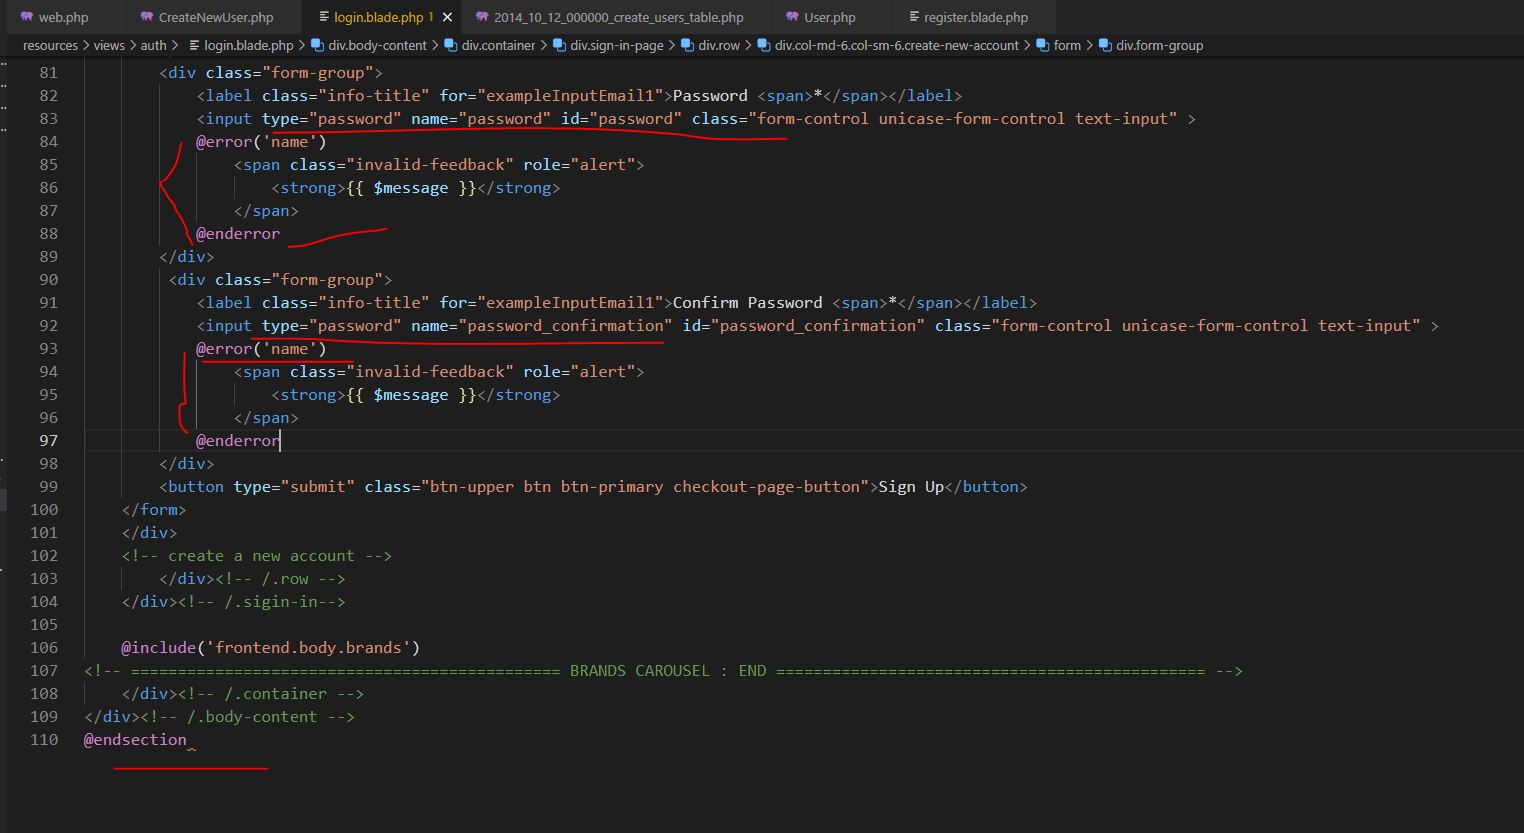 web.php CreateNewUser.php login.blade.php 1 2014_10_12_000000_create_users_table.php User.php register.blade.php
resources > views > auth > login.blade.php > div.body-content > div.container > div.sign-in-page > div.row > div.col-md-6.col-sm-6.create-new-account > form > div.form-group
81 <div class="form-group">
82 <label class="info-title" for="exampleInputEmail1">Password <span>*</span></label>
83 <input type="password" name="password" id="password" class="form-control unicase-form-control text-input" >
84 @error('name')
85 <span class="invalid-feedback" role="alert">
86 <strong>{{ $message }}</strong>
87 </span>
88 @enderror
89 </div>
90 <div class="form-group">
91 <label class="info-title" for="exampleInputEmail1">Confirm Password <span>*</span></label>
92 <input type="password" name="password_confirmation" id="password_confirmation" class="form-control unicase-form-control text-input" >
93 @error('name')
94 <span class="invalid-feedback" role="alert">
95 <strong>{{ $message }}</strong>
96 </span>
97 @enderror
98 </div>
99 <button type="submit" class="btn-upper btn btn-primary checkout-page-button">Sign Up</button>
100 </form>
101 </div>
102 <!-- create a new account -->
103 </div><!-- /.row -->
104 </div><!-- /.sigin-in-->
105
106 @include('frontend.body.brands')
107 <!-- ============================================== BRANDS CAROUSEL : END ============================================== -->
108 </div><!-- /.container -->
109 </div><!-- /.body-content -->
110 @endsection